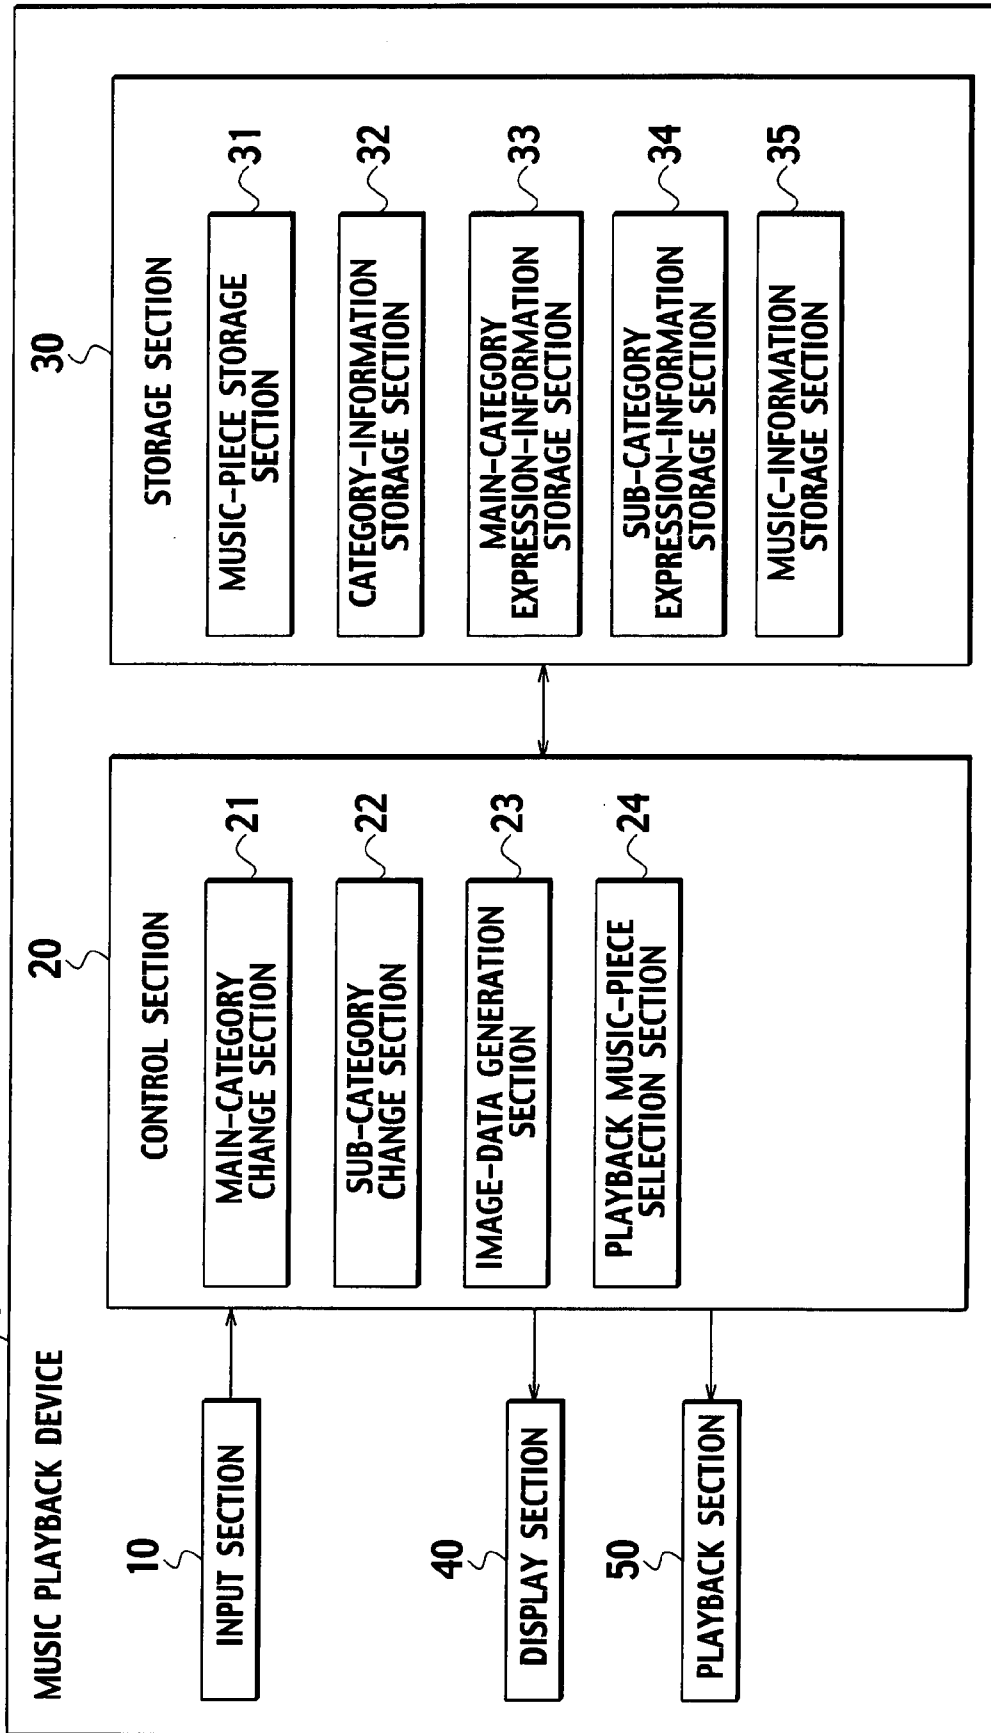 MUSIC PLAYBACK DEVICE
10
INPUT SECTION
40
DISPLAY SECTION
50
PLAYBACK SECTION
20
CONTROL SECTION
MAIN-CATEGORY
CHANGE SECTION
21
SUB-CATEGORY
CHANGE SECTION
22
IMAGE-DATA GENERATION
SECTION
23
PLAYBACK MUSIC-PIECE
SELECTION SECTION
24
30
STORAGE SECTION
MUSIC-PIECE STORAGE
SECTION
31
CATEGORY-INFORMATION
STORAGE SECTION
32
MAIN-CATEGORY
EXPRESSION-INFORMATION
STORAGE SECTION
33
SUB-CATEGORY
EXPRESSION-INFORMATION
STORAGE SECTION
34
MUSIC-INFORMATION
STORAGE SECTION
35